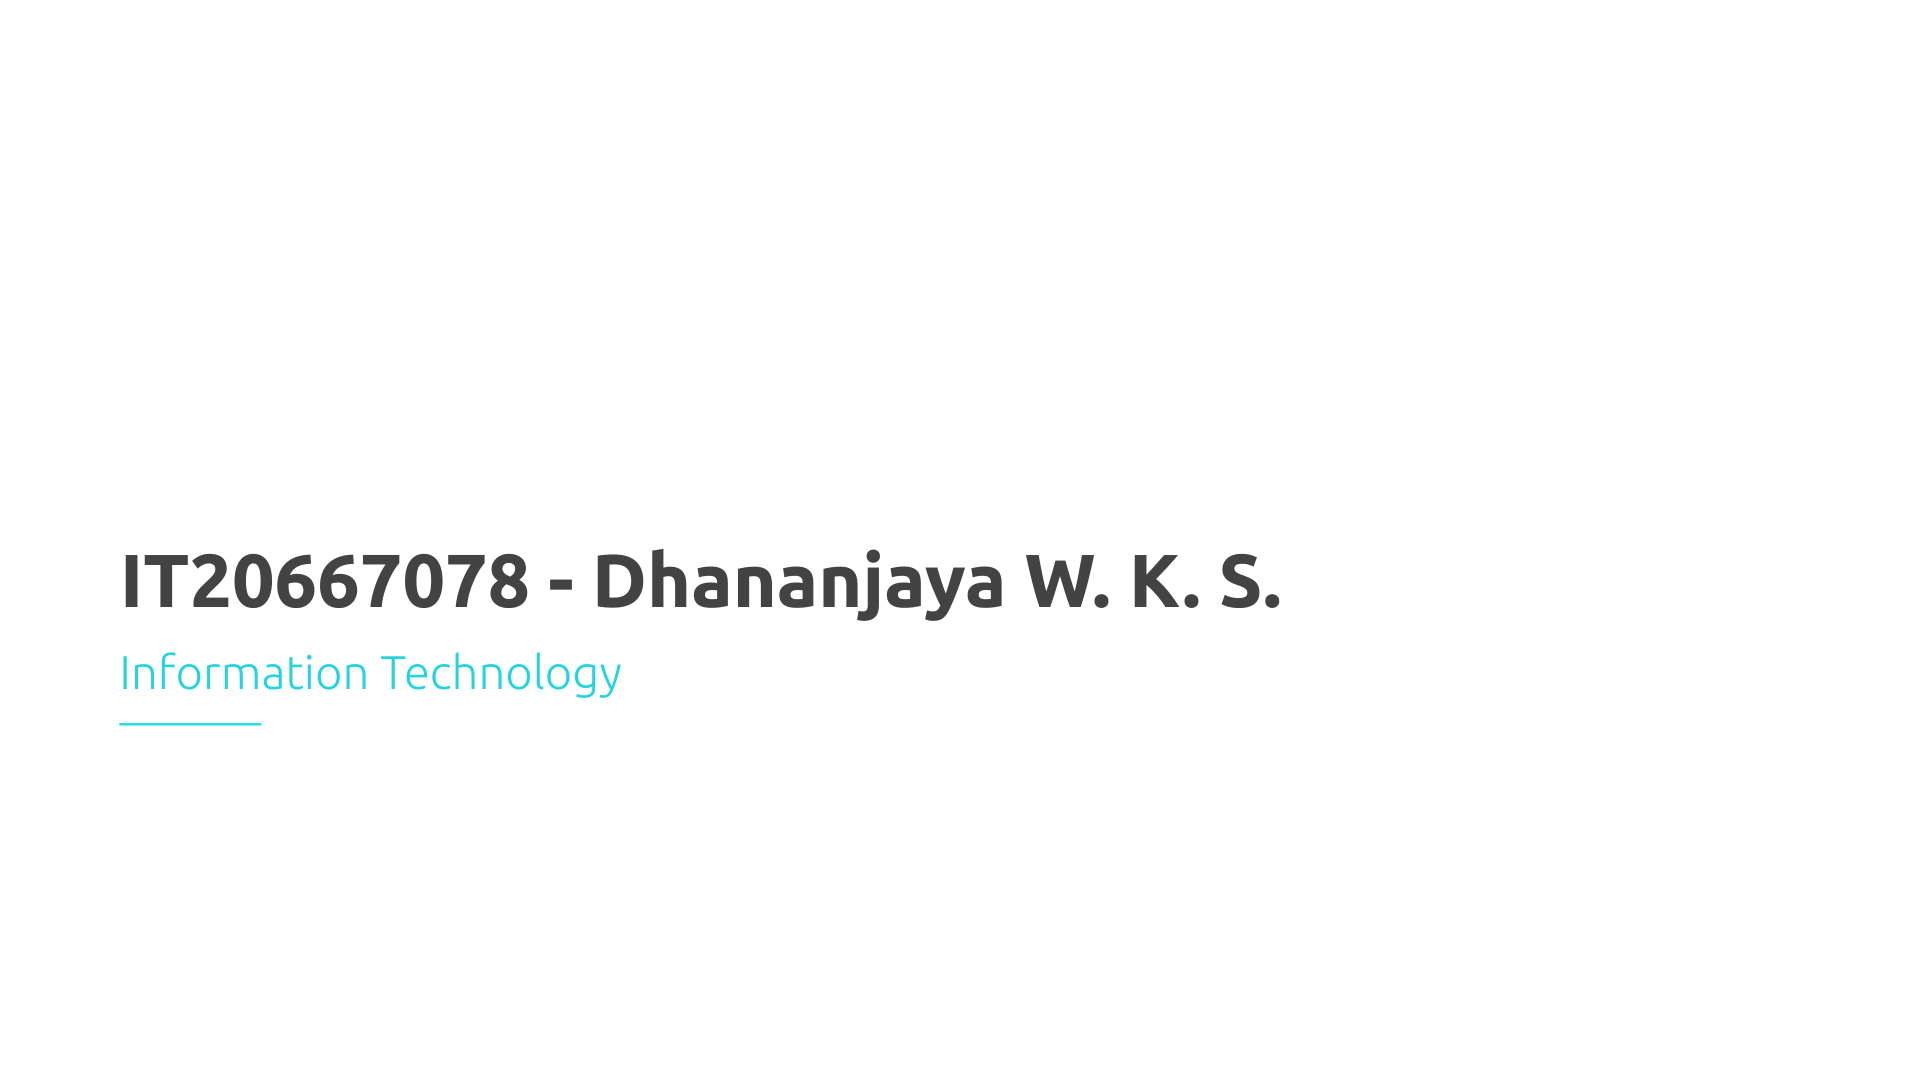 IT20667078 - Dhananjaya W. K. S.
Information Technology